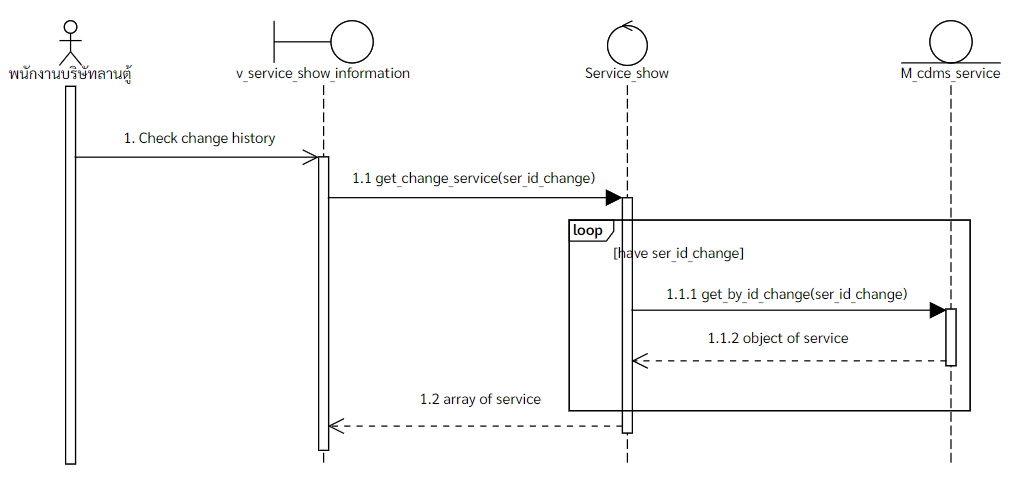 พนักงานบริษัทลานตู้
v_service_show_information
Service_show
M_cdms_service
1. Check change history
1.1 get_change_service(ser_id_change)
loop
[have ser_id_change]
1.1.1 get_by_id_change(ser_id_change)
1.1.2 object of service
1.2 array of service